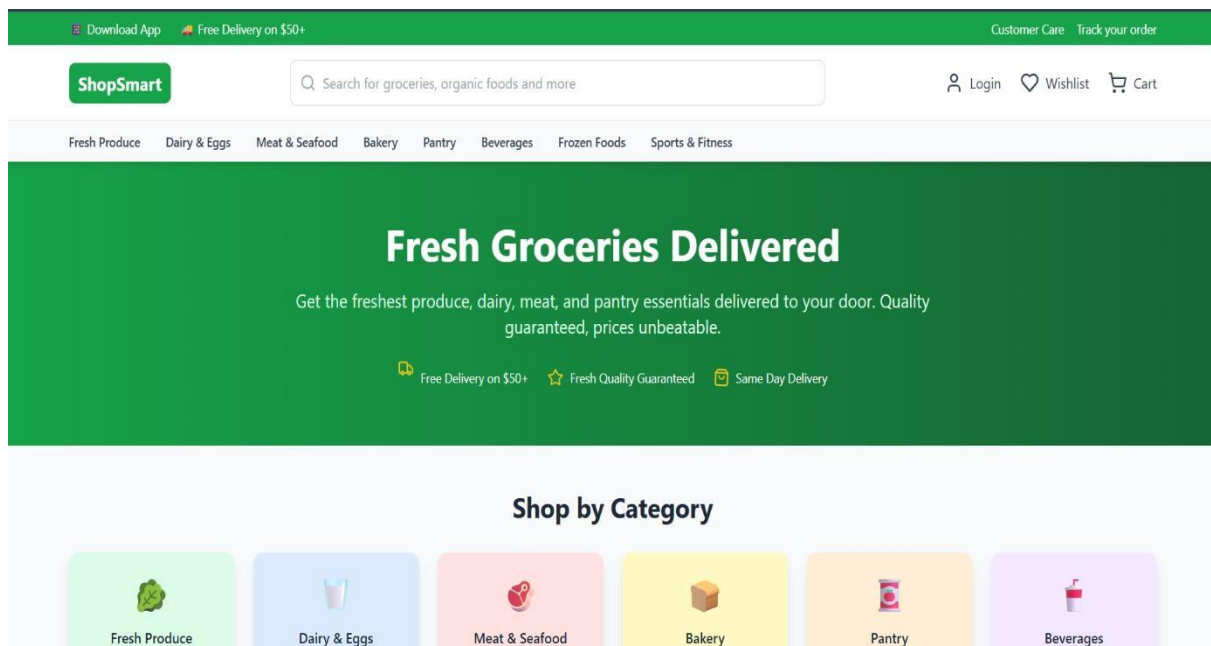 Download App Free Delivery on $50+ Customer Care Track your order
ShopSmart Search for groceries, organic foods and more Login Wishlist Cart
Fresh Produce Dairy & Eggs Meat & Seafood Bakery Pantry Beverages Frozen Foods Sports & Fitness
Fresh Groceries Delivered
Get the freshest produce, dairy, meat, and pantry essentials delivered to your door. Quality
guaranteed, prices unbeatable.
Free Delivery on $50+ Fresh Quality Guaranteed Same Day Delivery
Shop by Category
Fresh Produce Dairy & Eggs Meat & Seafood Bakery Pantry Beverages